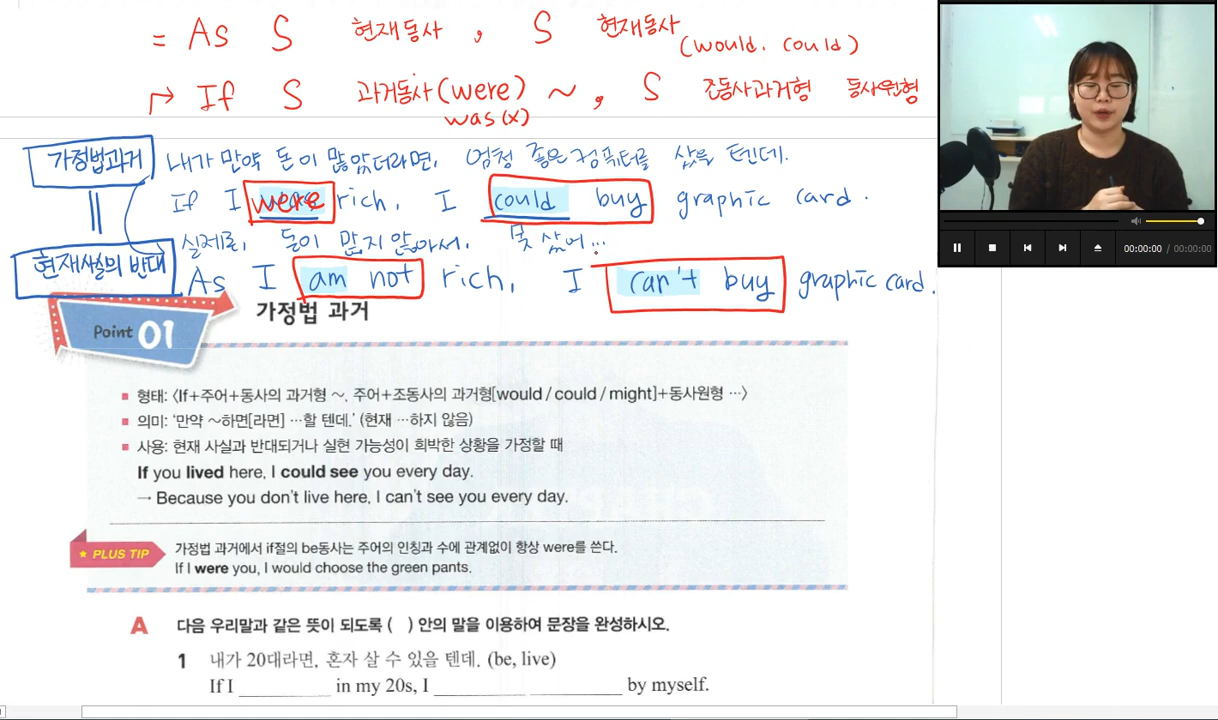 = As S 현재동사, S 현재동사
(would. could)
→ If S 과거동사(were) ~, S 조동사과거형 동사원형
was(x)
가정법과거 내가 만약 돈이 많았더라면, 엄청 좋은 컴퓨터를 샀을 텐데.
If I were rich, I could buy graphic card.
실제로, 돈이 많지 않아서, 못 샀어...
현재사실의 반대 As I am not rich, I can't buy graphic card.
Point 01 가정법 과거
형태: 〈If+주어+동사의 과거형 ~, 주어+조동사의 과거형[would / could / might]+동사원형 …〉
의미: ‘만약 ~하면[라면] …할 텐데.’ (현재 …하지 않음)
사용: 현재 사실과 반대되거나 실현 가능성이 희박한 상황을 가정할 때
If you lived here, I could see you every day.
→ Because you don't live here, I can't see you every day.
★ PLUS TIP 가정법 과거에서 if절의 be동사는 주어의 인칭과 수에 관계없이 항상 were를 쓴다.
If I were you, I would choose the green pants.
A 다음 우리말과 같은 뜻이 되도록 ( ) 안의 말을 이용하여 문장을 완성하시오.
1 내가 20대라면, 혼자 살 수 있을 텐데. (be, live)
If I ________ in my 20s, I ________ ________ by myself.
00:00:00 / 00:00:00